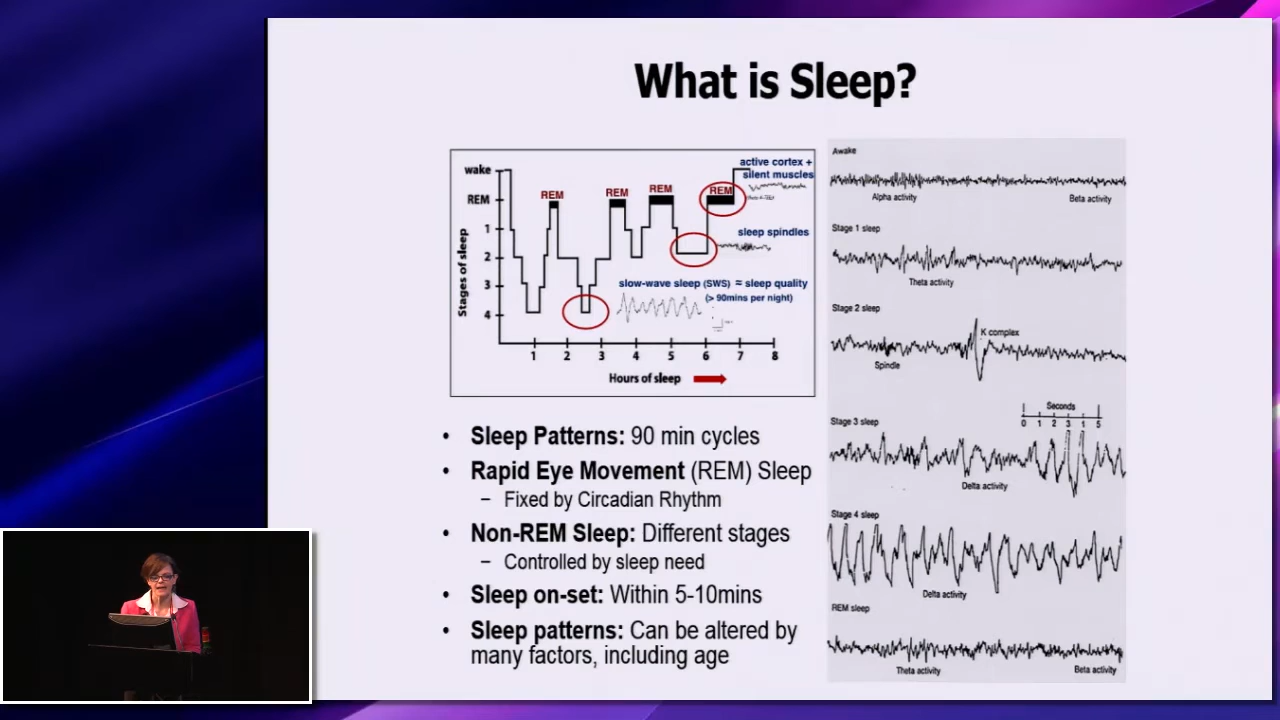 What is Sleep?
wake
REM
1
2
3
4
Stages of sleep
REM
REM
REM
REM
active cortex +
silent muscles
sleep spindles
slow-wave sleep (SWS) ≈ sleep quality
(> 90mins per night)
1 2 3 4 5 6 7 8
Hours of sleep
• Sleep Patterns: 90 min cycles
• Rapid Eye Movement (REM) Sleep
– Fixed by Circadian Rhythm
• Non-REM Sleep: Different stages
– Controlled by sleep need
• Sleep on-set: Within 5-10mins
• Sleep patterns: Can be altered by
many factors, including age
Awake
Alpha activity Beta activity
Stage 1 sleep
Theta activity
Stage 2 sleep
K complex
Spindle
Seconds
0 1 2 3 4 5
Stage 3 sleep
Delta activity
Stage 4 sleep
Delta activity
REM sleep
Theta activity Beta activity